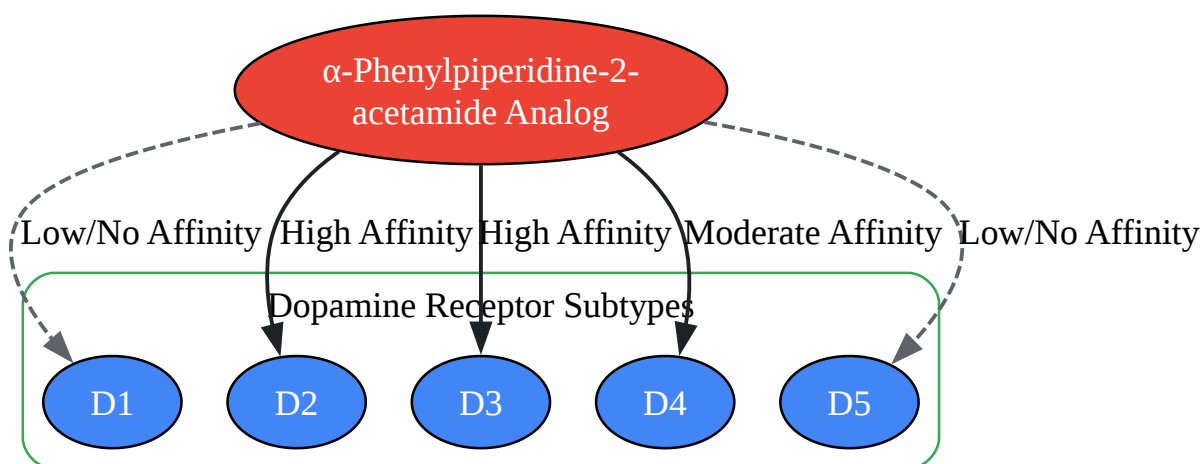 α-Phenylpiperidine-2-
acetamide Analog
Low/No Affinity
High Affinity
High Affinity
Moderate Affinity
Low/No Affinity
Dopamine Receptor Subtypes
D1
D2
D3
D4
D5